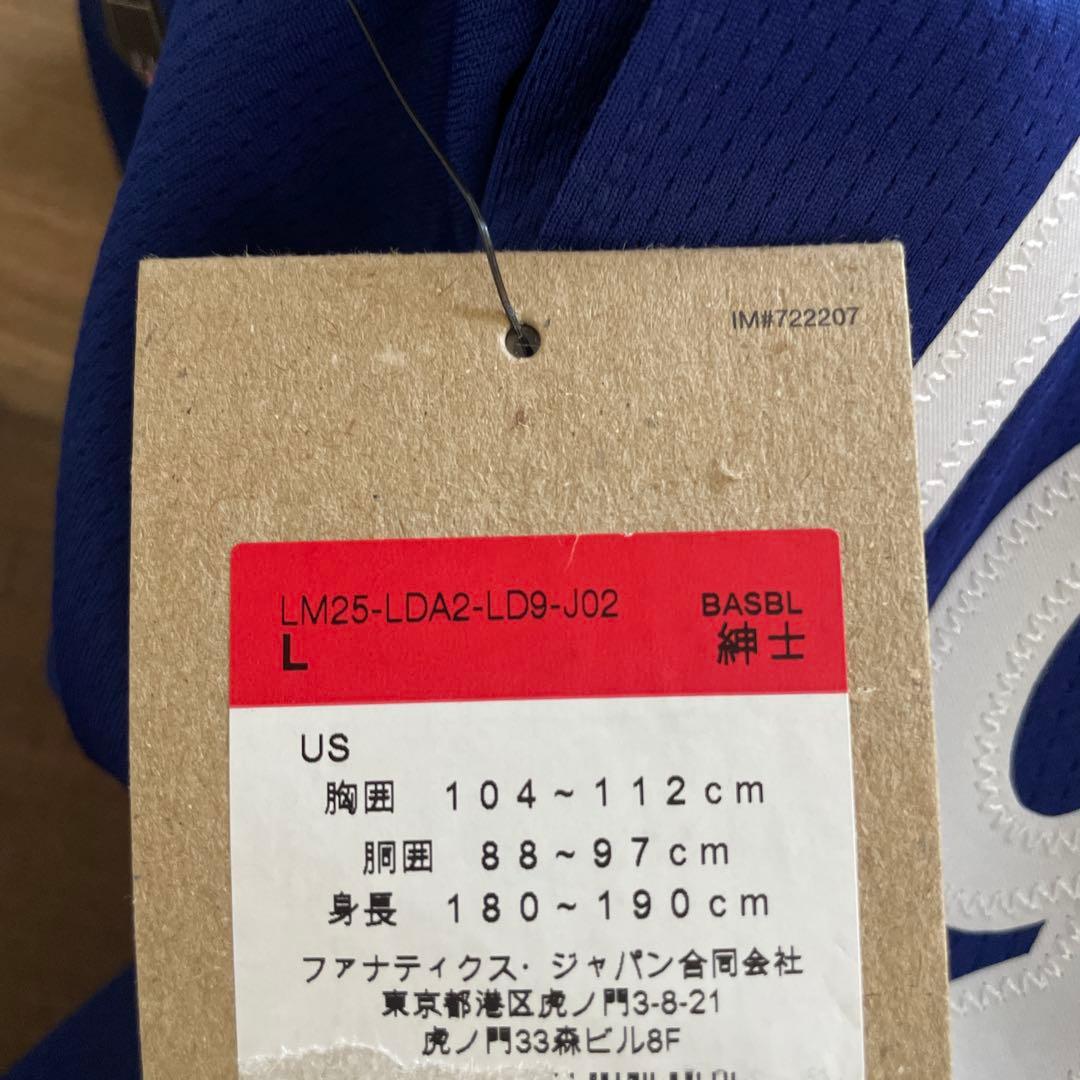 IM#722207
LM25-LDA2-LD9-J02 BASBL
L 紳士
US
胸囲 104~112cm
胴囲 88~97cm
身長 180~190cm
ファナティクス・ジャパン合同会社
東京都港区虎ノ門3-8-21
虎ノ門33森ビル8F